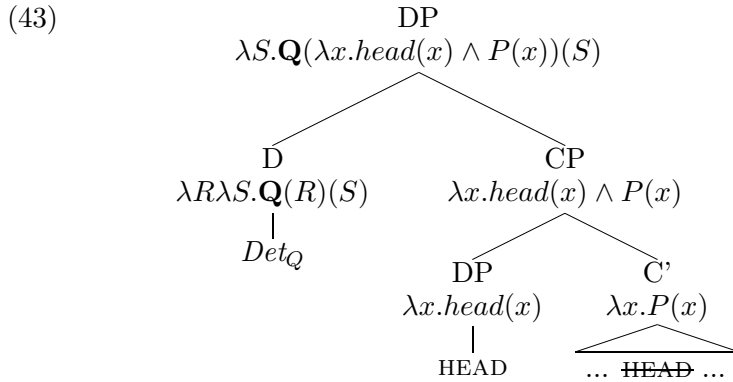 (43) DP
λS.Q(λx.head(x) ∧ P(x))(S)
D CP
λRλS.Q(R)(S) λx.head(x) ∧ P(x)
Det_Q DP C'
λx.head(x) λx.P(x)
HEAD ... HEAD ...